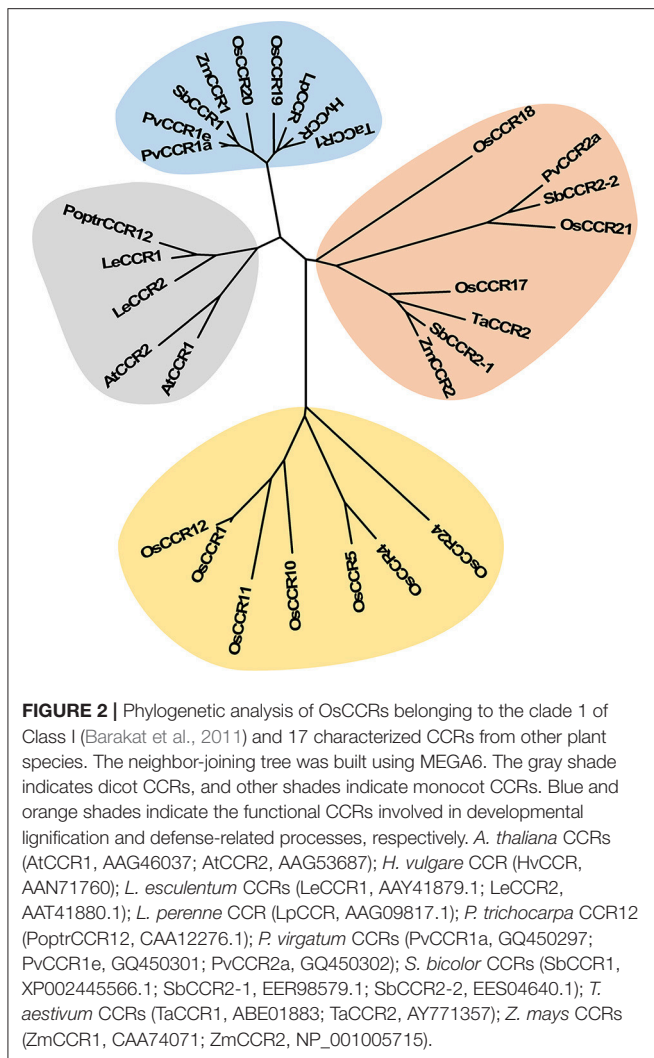 OsCCR19
OsCCR20
LpCCR
ZmCCR1
HvCCR
SbCCR1
TaCCR1
PvCCR1e
PvCCR1a
OsCCR18
PvCCR2a
SbCCR2-2
OsCCR21
PoptrCCR12
LeCCR1
LeCCR2
AtCCR2
AtCCR1
OsCCR17
TaCCR2
SbCCR2-1
ZmCCR2
OsCCR12
OsCCR1
OsCCR11
OsCCR10
OsCCR5
OsCCR4
OsCCR24
FIGURE 2 | Phylogenetic analysis of OsCCRs belonging to the clade 1 of
Class I (Barakat et al., 2011) and 17 characterized CCRs from other plant
species. The neighbor-joining tree was built using MEGA6. The gray shade
indicates dicot CCRs, and other shades indicate monocot CCRs. Blue and
orange shades indicate the functional CCRs involved in developmental
lignification and defense-related processes, respectively. A. thaliana CCRs
(AtCCR1, AAG46037; AtCCR2, AAG53687); H. vulgare CCR (HvCCR,
AAN71760); L. esculentum CCRs (LeCCR1, AAY41879.1; LeCCR2,
AAT41880.1); L. perenne CCR (LpCCR, AAG09817.1); P. trichocarpa CCR12
(PoptrCCR12, CAA12276.1); P. virgatum CCRs (PvCCR1a, GQ450297;
PvCCR1e, GQ450301; PvCCR2a, GQ450302); S. bicolor CCRs (SbCCR1,
XP002445566.1; SbCCR2-1, EER98579.1; SbCCR2-2, EES04640.1); T.
aestivum CCRs (TaCCR1, ABE01883; TaCCR2, AY771357); Z. mays CCRs
(ZmCCR1, CAA74071; ZmCCR2, NP_001005715).